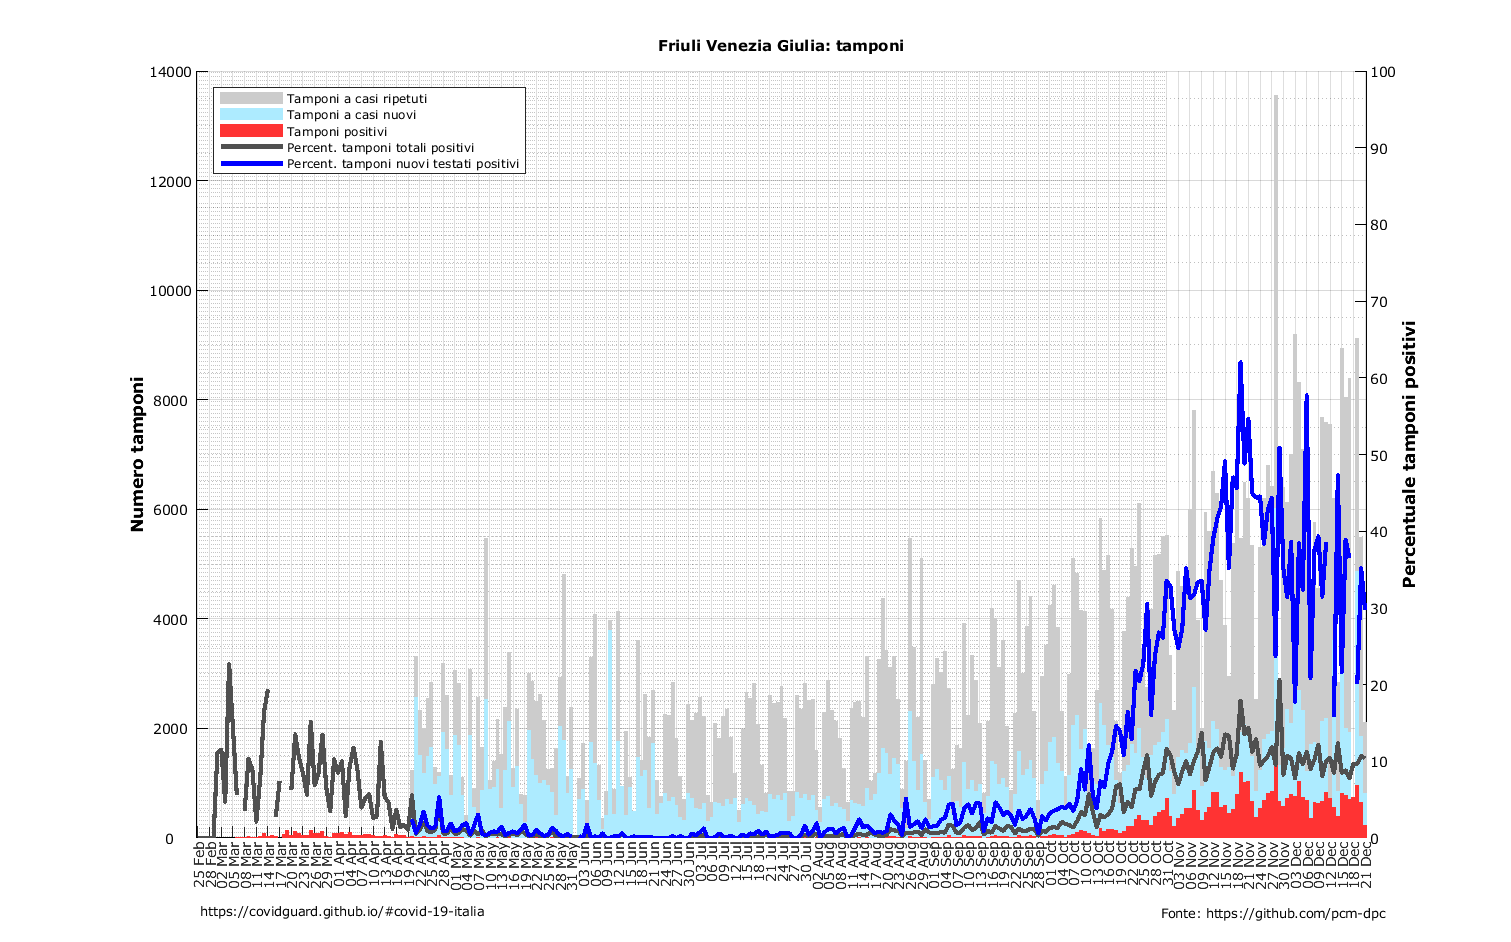 Friuli Venezia Giulia: tamponi
Tamponi a casi ripetuti
Tamponi a casi nuovi
Tamponi positivi
Percent. tamponi totali positivi
Percent. tamponi nuovi testati positivi
Numero tamponi
14000
12000
10000
8000
6000
4000
2000
0
Percentuale tamponi positivi
100
90
80
70
60
50
40
30
20
10
0
25 Feb
28 Feb
02 Mar
05 Mar
08 Mar
11 Mar
14 Mar
17 Mar
20 Mar
23 Mar
26 Mar
29 Mar
01 Apr
04 Apr
07 Apr
10 Apr
13 Apr
16 Apr
19 Apr
22 Apr
25 Apr
28 Apr
01 May
04 May
07 May
10 May
13 May
16 May
19 May
22 May
25 May
28 May
31 May
03 Jun
06 Jun
09 Jun
12 Jun
15 Jun
18 Jun
21 Jun
24 Jun
27 Jun
30 Jun
03 Jul
06 Jul
09 Jul
12 Jul
15 Jul
18 Jul
21 Jul
24 Jul
27 Jul
30 Jul
02 Aug
05 Aug
08 Aug
11 Aug
14 Aug
17 Aug
20 Aug
23 Aug
26 Aug
29 Aug
01 Sep
04 Sep
07 Sep
10 Sep
13 Sep
16 Sep
19 Sep
22 Sep
25 Sep
28 Sep
01 Oct
04 Oct
07 Oct
10 Oct
13 Oct
16 Oct
19 Oct
22 Oct
25 Oct
28 Oct
31 Oct
03 Nov
06 Nov
09 Nov
12 Nov
15 Nov
18 Nov
21 Nov
24 Nov
27 Nov
30 Nov
03 Dec
06 Dec
09 Dec
12 Dec
15 Dec
18 Dec
21 Dec
https://covidguard.github.io/#covid-19-italia
Fonte: https://github.com/pcm-dpc